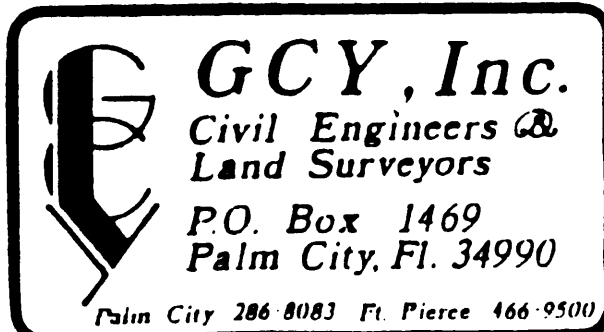 GCY, Inc.
Civil Engineers &
Land Surveyors
P.O. Box 1469
Palm City, Fl. 34990
Palm City 286-8083 Ft. Pierce 466-9500